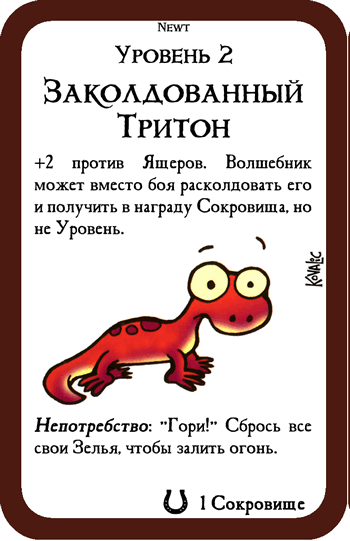 Newt
Уровень 2
Заколдованный
Тритон
+2 против Ящеров. Волшебник
может вместо боя расколдовать его
и получить в награду Сокровища, но
не Уровень.
Kovalic
Непотребство: "Гори!" Сбрось все
свои Зелья, чтобы залить огонь.
1 Сокровище